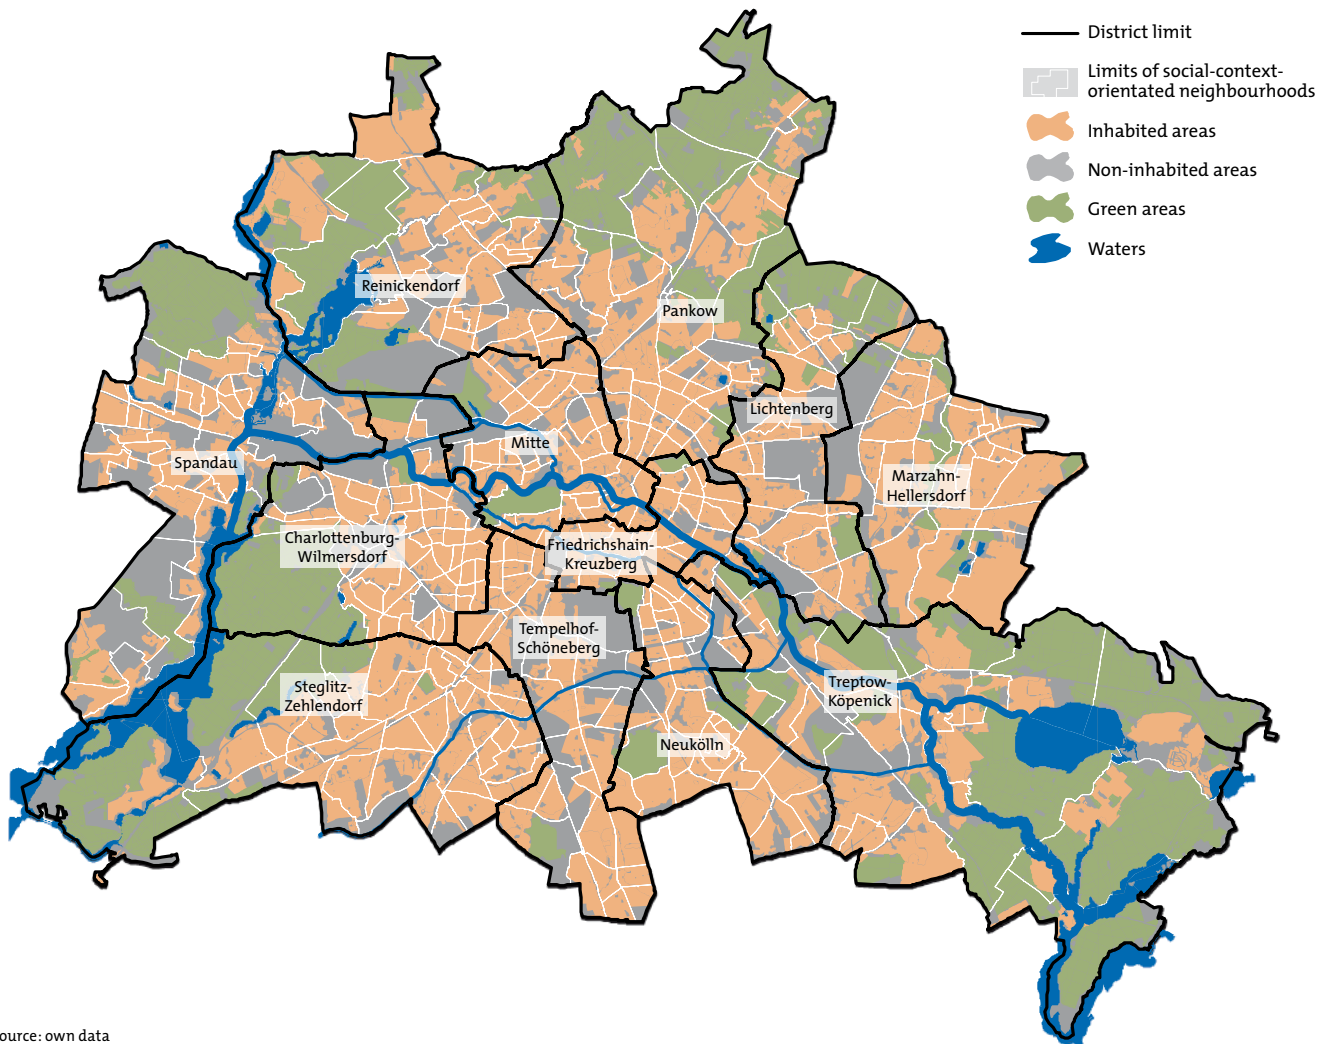 District limit
Limits of social-context-
orientated neighbourhoods
Inhabited areas
Non-inhabited areas
Green areas
Waters
Reinickendorf
Pankow
Lichtenberg
Mitte
Spandau
Marzahn-
Hellersdorf
Charlottenburg-
Wilmersdorf
Friedrichshain-
Kreuzberg
Tempelhof-
Schöneberg
Steglitz-
Zehlendorf
Treptow-
Köpenick
Neukölln
ource: own data